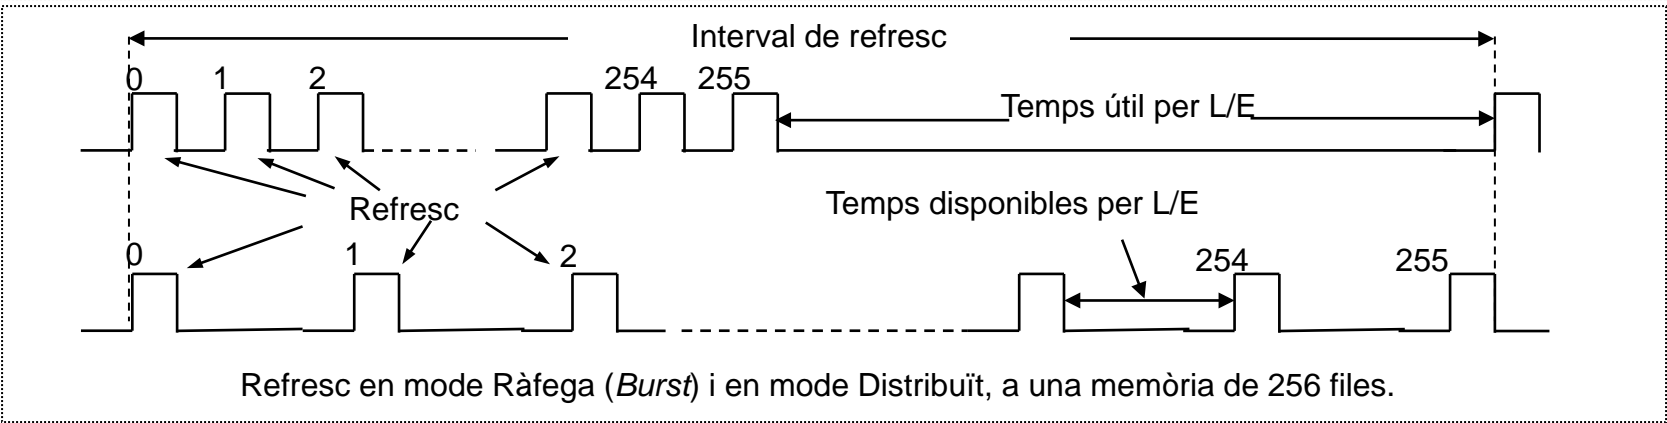 Interval de refresc
0 1 2 254 255
Temps útil per L/E
Refresc
Temps disponibles per L/E
0 1 2 254 255
Refresc en mode Ràfega (Burst) i en mode Distribuït, a una memòria de 256 files.